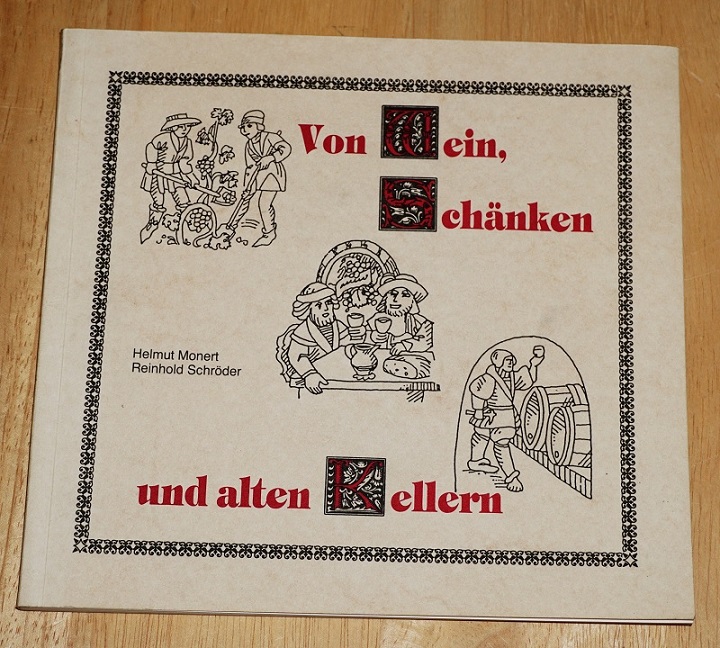 Von Wein,
Schänken
Helmut Monert
Reinhold Schröder
und alten Kellern